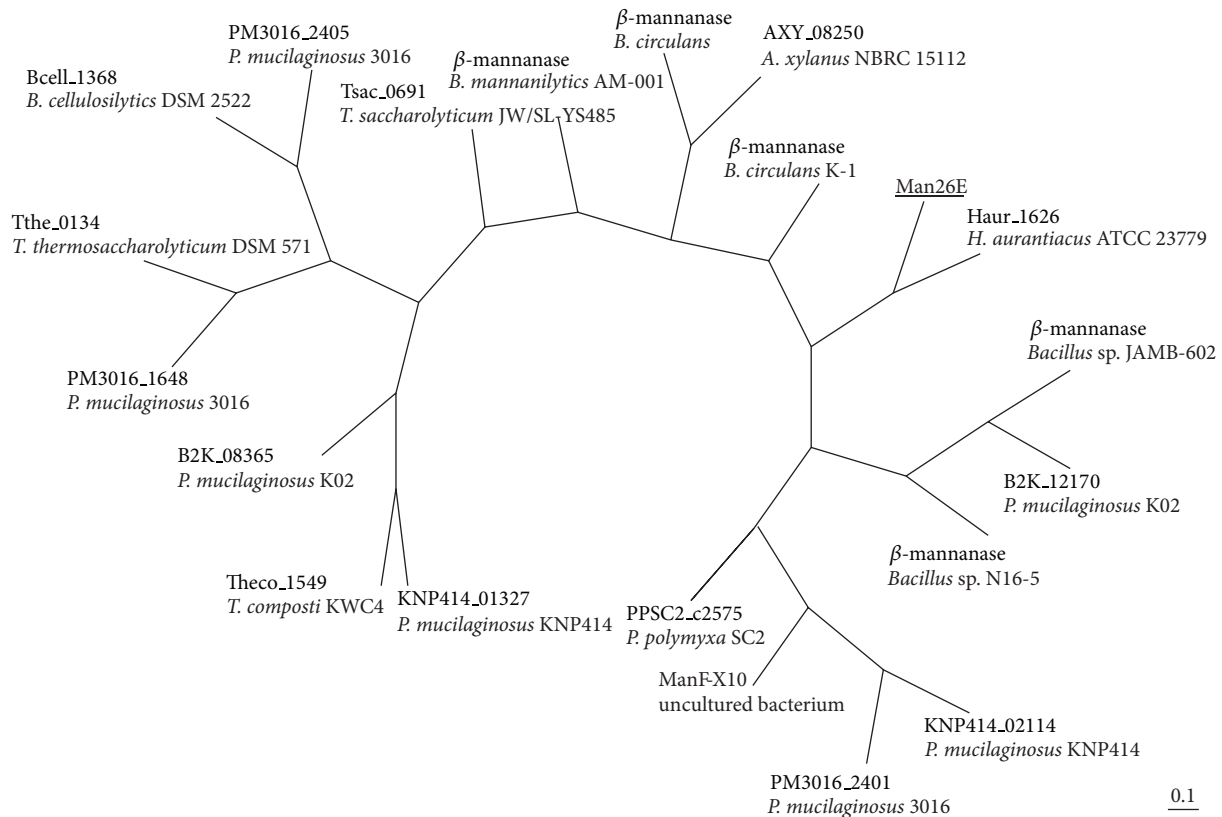 PM3016_2405
P. mucilaginosus 3016
Bcell_1368
B. cellulosilytics DSM 2522
β-mannanase
B. mannanilytics AM-001
Tsac_0691
T. saccharolyticum JW/SL-YS485
β-mannanase
B. circulans
AXY_08250
A. xylanus NBRC 15112
β-mannanase
B. circulans K-1
Man26E
Haur_1626
H. aurantiacus ATCC 23779
Tthe_0134
T. thermosaccharolyticum DSM 571
β-mannanase
Bacillus sp. JAMB-602
PM3016_1648
P. mucilaginosus 3016
B2K_08365
P. mucilaginosus K02
B2K_12170
P. mucilaginosus K02
β-mannanase
Bacillus sp. N16-5
Theco_1549
T. composti KWC4
KNP414_01327
P. mucilaginosus KNP414
PPSC2_c2575
P. polymyxa SC2
ManF-X10
uncultured bacterium
KNP414_02114
P. mucilaginosus KNP414
PM3016_2401
P. mucilaginosus 3016
0.1